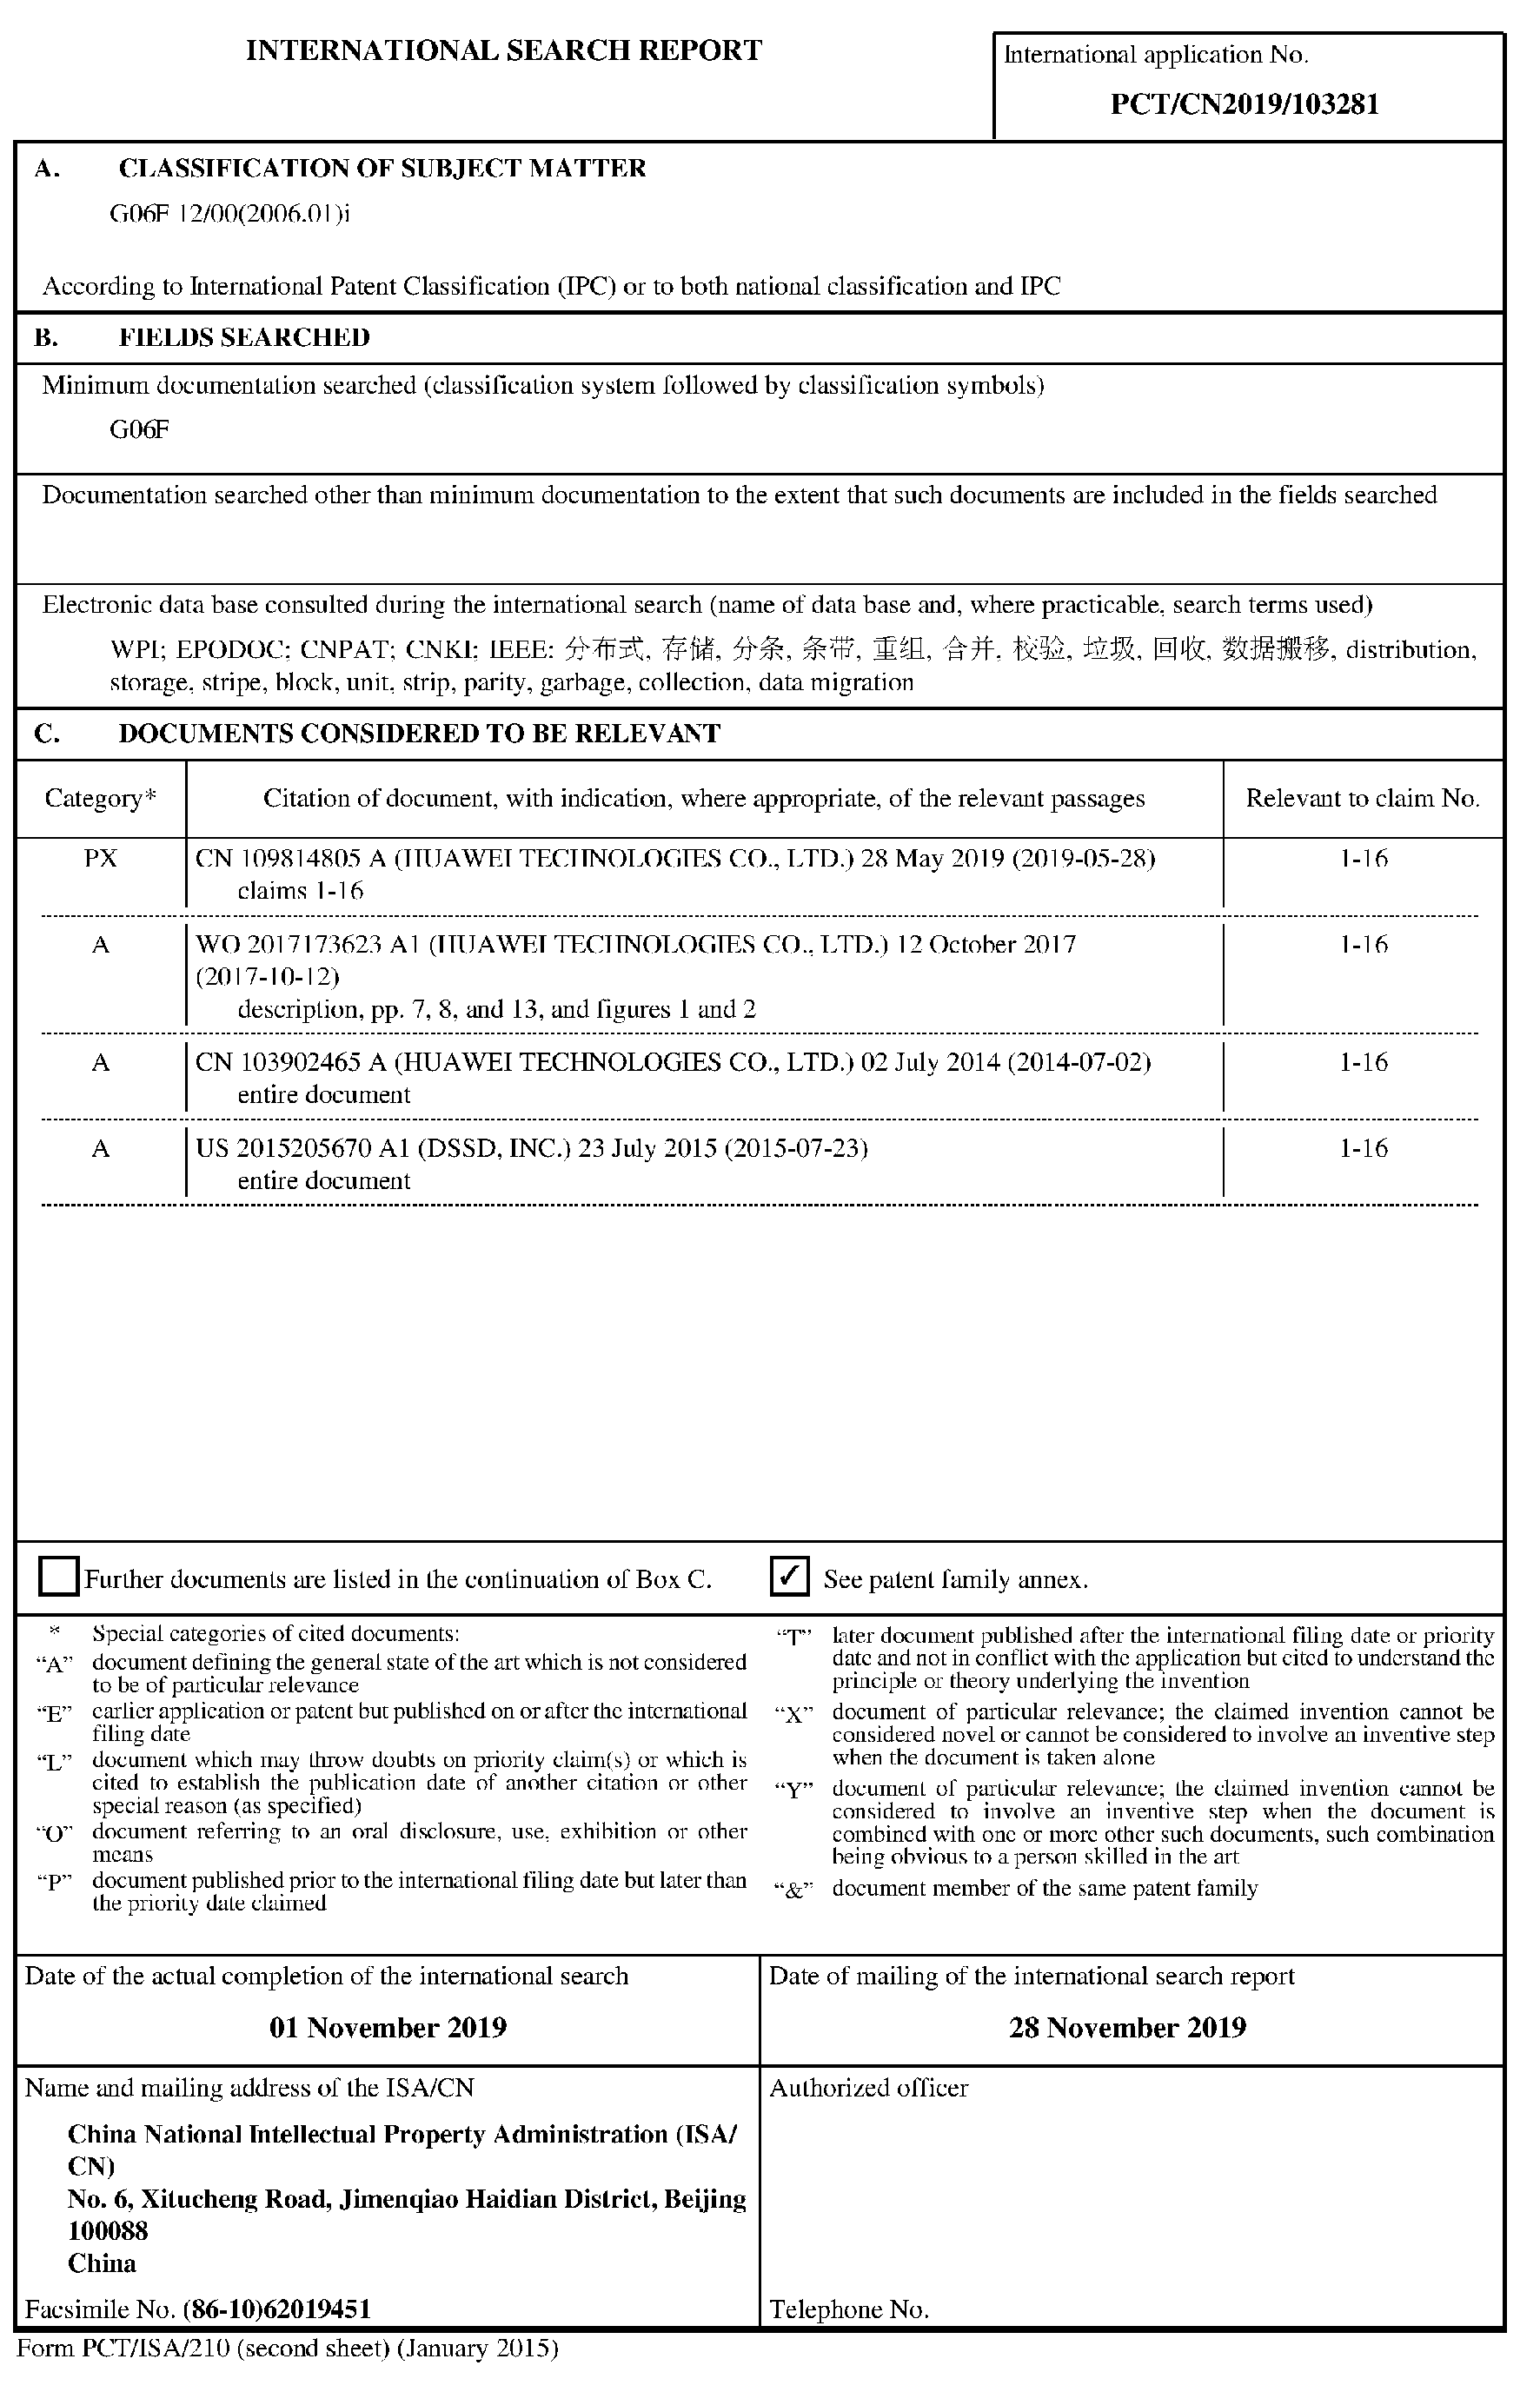 INTERNATIONAL SEARCH REPORT
International application No.
PCT/CN2019/103281
A. CLASSIFICATION OF SUBJECT MATTER
G06F 12/00(2006.01)i
According to International Patent Classification (IPC) or to both national classification and IPC
B. FIELDS SEARCHED
Minimum documentation searched (classification system followed by classification symbols)
G06F
Documentation searched other than minimum documentation to the extent that such documents are included in the fields searched
Electronic data base consulted during the international search (name of data base and, where practicable, search terms used)
WPI; EPODOC; CNPAT; CNKI; IEEE: 分布式, 存储, 分条, 条带, 重组, 合并, 校验, 垃圾, 回收, 数据搬移, distribution,
storage, stripe, block, unit, strip, parity, garbage, collection, data migration
C. DOCUMENTS CONSIDERED TO BE RELEVANT
Category* Citation of document, with indication, where appropriate, of the relevant passages Relevant to claim No.
PX CN 109814805 A (HUAWEI TECHNOLOGIES CO., LTD.) 28 May 2019 (2019-05-28) 1-16
claims 1-16
A WO 2017173623 A1 (HUAWEI TECHNOLOGIES CO., LTD.) 12 October 2017 1-16
(2017-10-12)
description, pp. 7, 8, and 13, and figures 1 and 2
A CN 103902465 A (HUAWEI TECHNOLOGIES CO., LTD.) 02 July 2014 (2014-07-02) 1-16
entire document
A US 2015205670 A1 (DSSD, INC.) 23 July 2015 (2015-07-23) 1-16
entire document
Further documents are listed in the continuation of Box C. ✓ See patent family annex.
* Special categories of cited documents:
“A” document defining the general state of the art which is not considered
to be of particular relevance
“E” earlier application or patent but published on or after the international
filing date
“L” document which may throw doubts on priority claim(s) or which is
cited to establish the publication date of another citation or other
special reason (as specified)
“O” document referring to an oral disclosure, use, exhibition or other
means
“P” document published prior to the international filing date but later than
the priority date claimed
“T” later document published after the international filing date or priority
date and not in conflict with the application but cited to understand the
principle or theory underlying the invention
“X” document of particular relevance; the claimed invention cannot be
considered novel or cannot be considered to involve an inventive step
when the document is taken alone
“Y” document of particular relevance; the claimed invention cannot be
considered to involve an inventive step when the document is
combined with one or more other such documents, such combination
being obvious to a person skilled in the art
“&” document member of the same patent family
Date of the actual completion of the international search
01 November 2019
Date of mailing of the international search report
28 November 2019
Name and mailing address of the ISA/CN
China National Intellectual Property Administration (ISA/
CN)
No. 6, Xitucheng Road, Jimenqiao Haidian District, Beijing
100088
China
Facsimile No. (86-10)62019451
Authorized officer
Telephone No.
Form PCT/ISA/210 (second sheet) (January 2015)